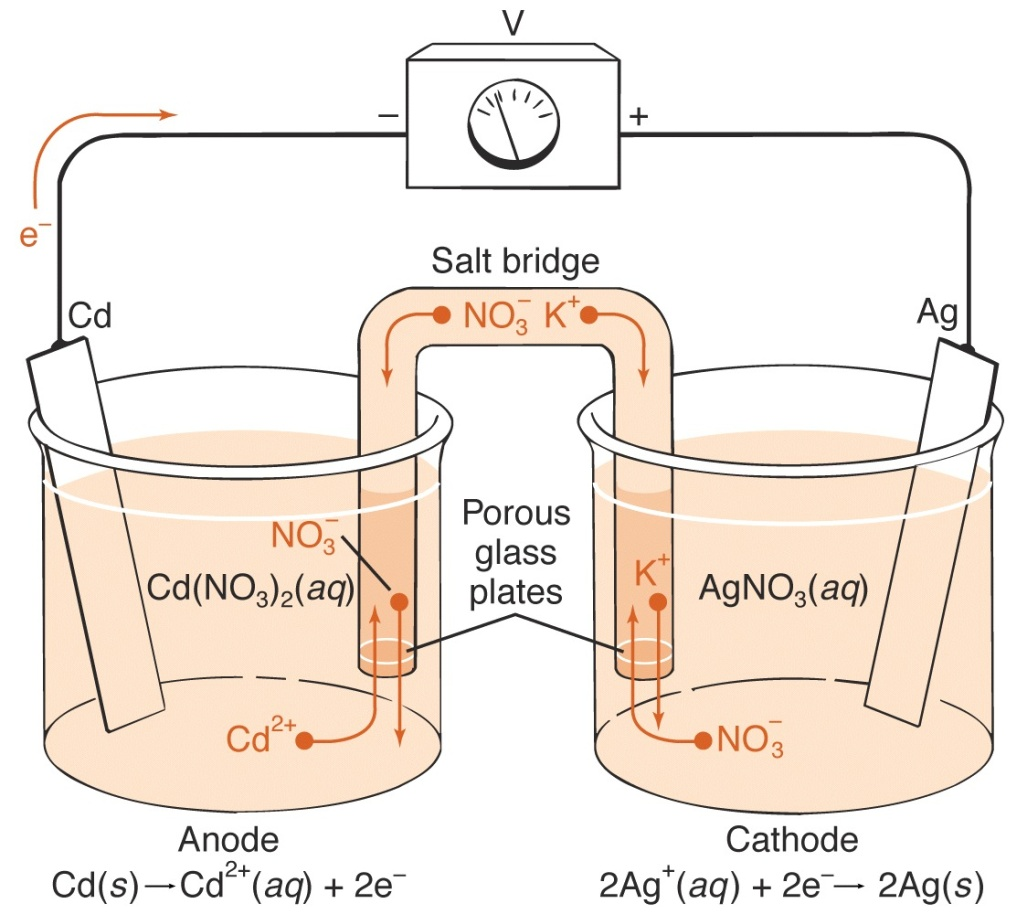 V
− +
e⁻
Salt bridge
NO₃⁻ K⁺
Cd
Ag
Porous
glass
plates
NO₃⁻
Cd(NO₃)₂(aq)
K⁺
AgNO₃(aq)
Cd²⁺
NO₃⁻
Anode
Cd(s)→Cd²⁺(aq) + 2e⁻
Cathode
2Ag⁺(aq) + 2e⁻→ 2Ag(s)